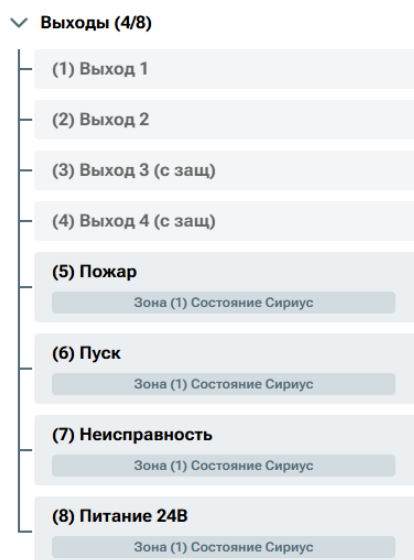 Выходы (4/8)
(1) Выход 1
(2) Выход 2
(3) Выход 3 (с защ)
(4) Выход 4 (с защ)
(5) Пожар
Зона (1) Состояние Сириус
(6) Пуск
Зона (1) Состояние Сириус
(7) Неисправность
Зона (1) Состояние Сириус
(8) Питание 24В
Зона (1) Состояние Сириус